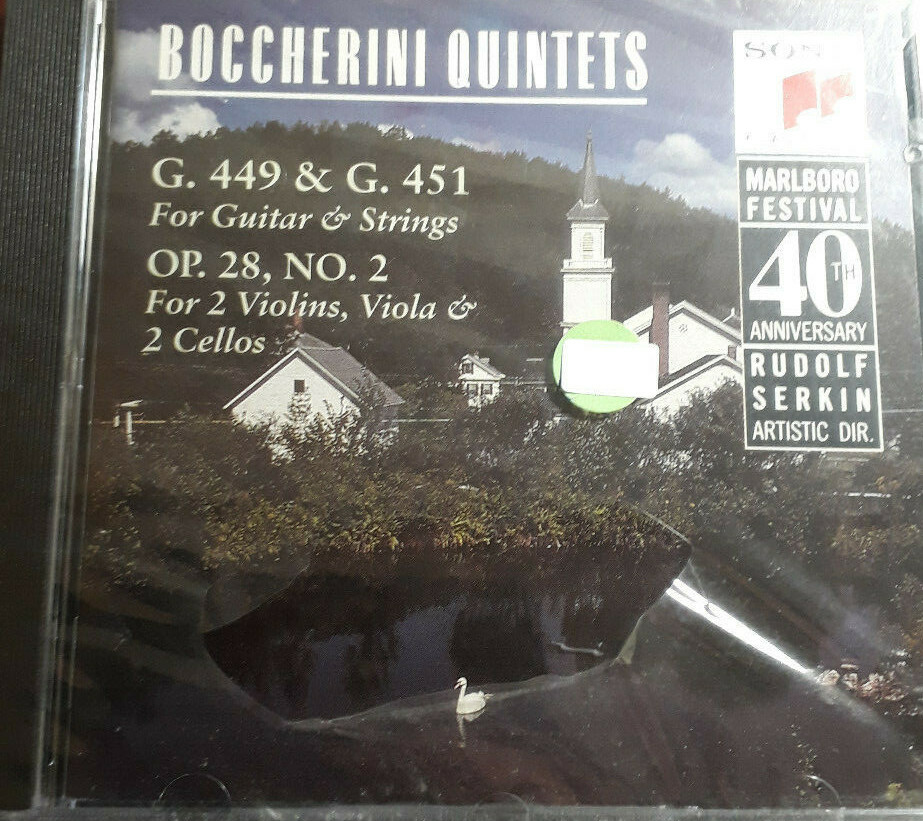 BOCCHERINI QUINTETS
G. 449 & G. 451
For Guitar & Strings
OP. 28, NO. 2
For 2 Violins, Viola &
2 Cellos
MARLBORO
FESTIVAL
40TH
ANNIVERSARY
RUDOLF
SERKIN
ARTISTIC DIR.